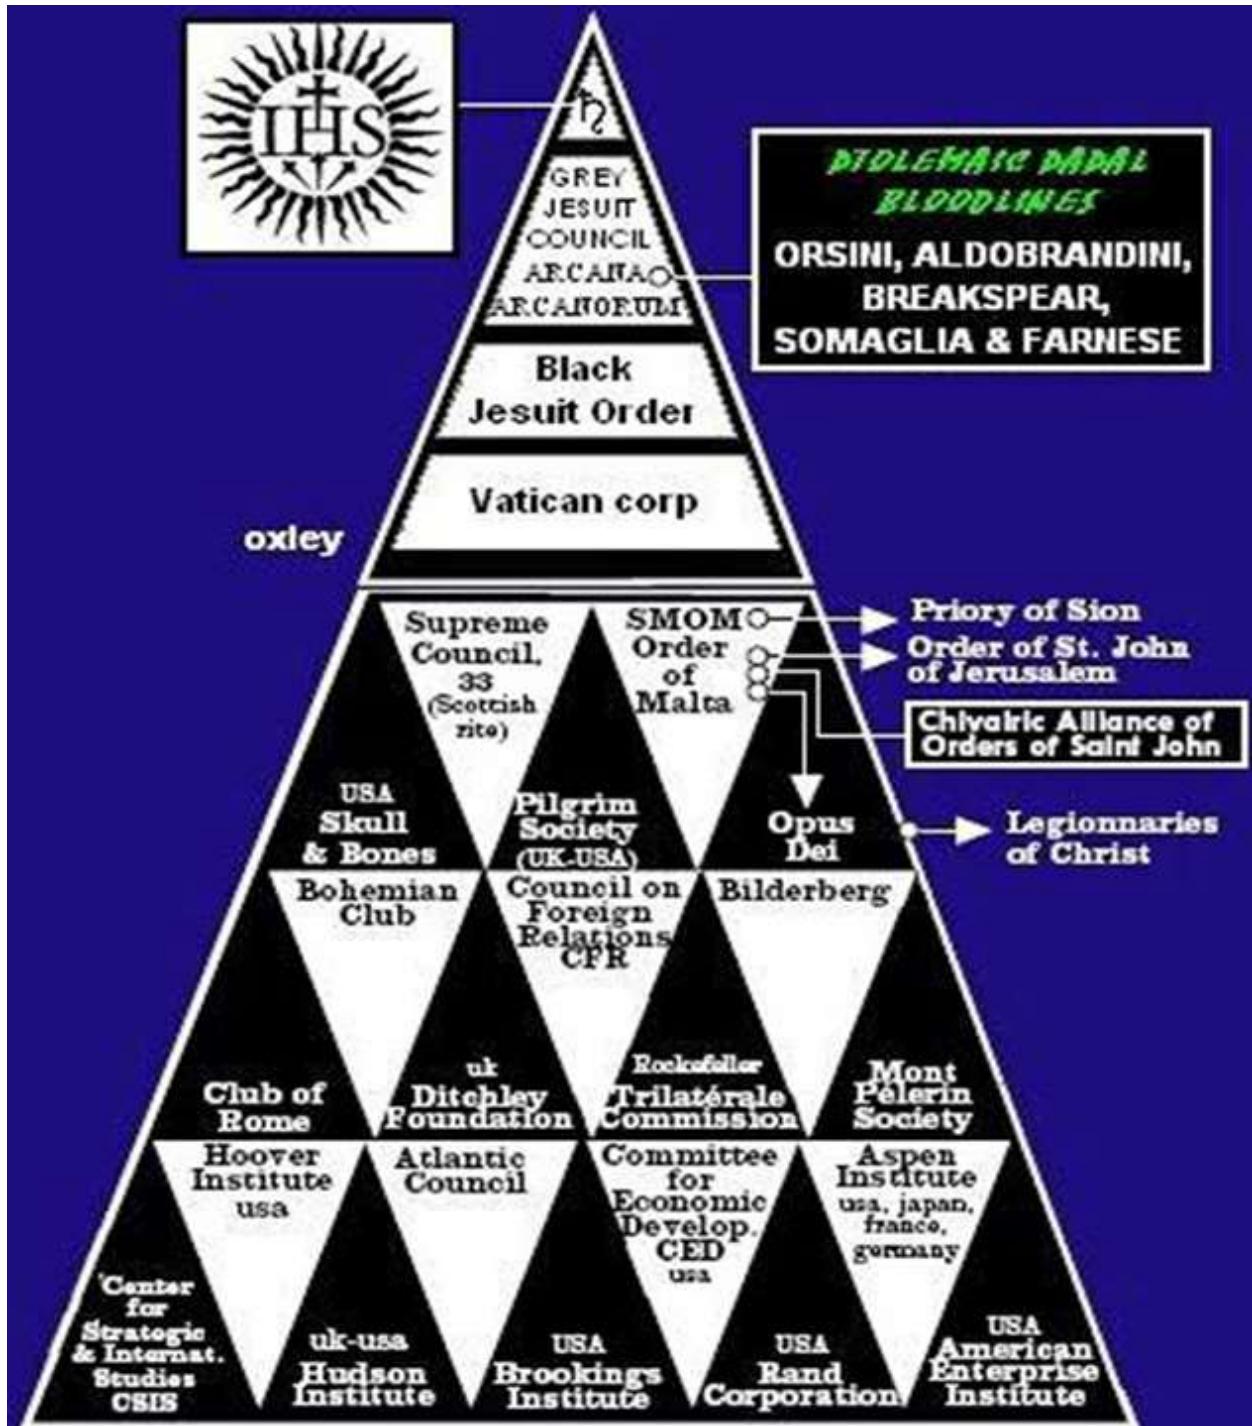 IHS
♄
GREY
JESUIT
COUNCIL
ARCANA
ARCANORUM
PTOLEMAIC PAPAL
BLOODLINES
ORSINI, ALDOBRANDINI,
BREAKSPEAR,
SOMAGLIA & FARNESE
Black
Jesuit Order
Vatican corp
oxley
Supreme
Council,
33
(Scottish
rite)
SMOM
Order
of
Malta
Priory of Sion
Order of St. John
of Jerusalem
Chivalric Alliance of
Orders of Saint John
USA
Skull
& Bones
Pilgrim
Society
(UK-USA)
Opus
Dei
Legionnaries
of Christ
Bohemian
Club
Council on
Foreign
Relations
CFR
Bilderberg
Club of
Rome
uk
Ditchley
Foundation
Rockefeller
Trilatérale
Commission
Mont
Pélerin
Society
Hoover
Institute
usa
Atlantic
Council
Committee
for
Economic
Develop.
CED
usa
Aspen
Institute
usa, japan,
france,
germany
Center
for
Strategic
& Internat.
Studies
CSIS
uk-usa
Hudson
Institute
USA
Brookings
Institute
USA
Rand
Corporation
USA
American
Enterprise
Institute